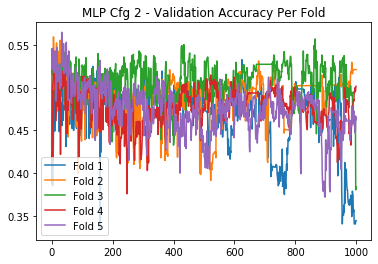 MLP Cfg 2 - Validation Accuracy Per Fold
0.55
0.50
0.45
0.40
0.35
Fold 1
Fold 2
Fold 3
Fold 4
Fold 5
0 200 400 600 800 1000